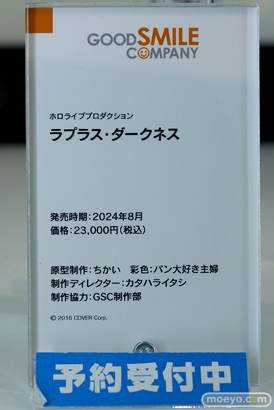 GOODSMILE
COMPANY
ホロライブプロダクション
ラプラス・ダークネス
発売時期：2024年8月
価格：23,000円（税込）
原型制作：ちかい　彩色：パン大好き主婦
制作ディレクター：カタハライタシ
制作協力：GSC制作部
© 2016 COVER Corp.
予約受付中
moeyo.com